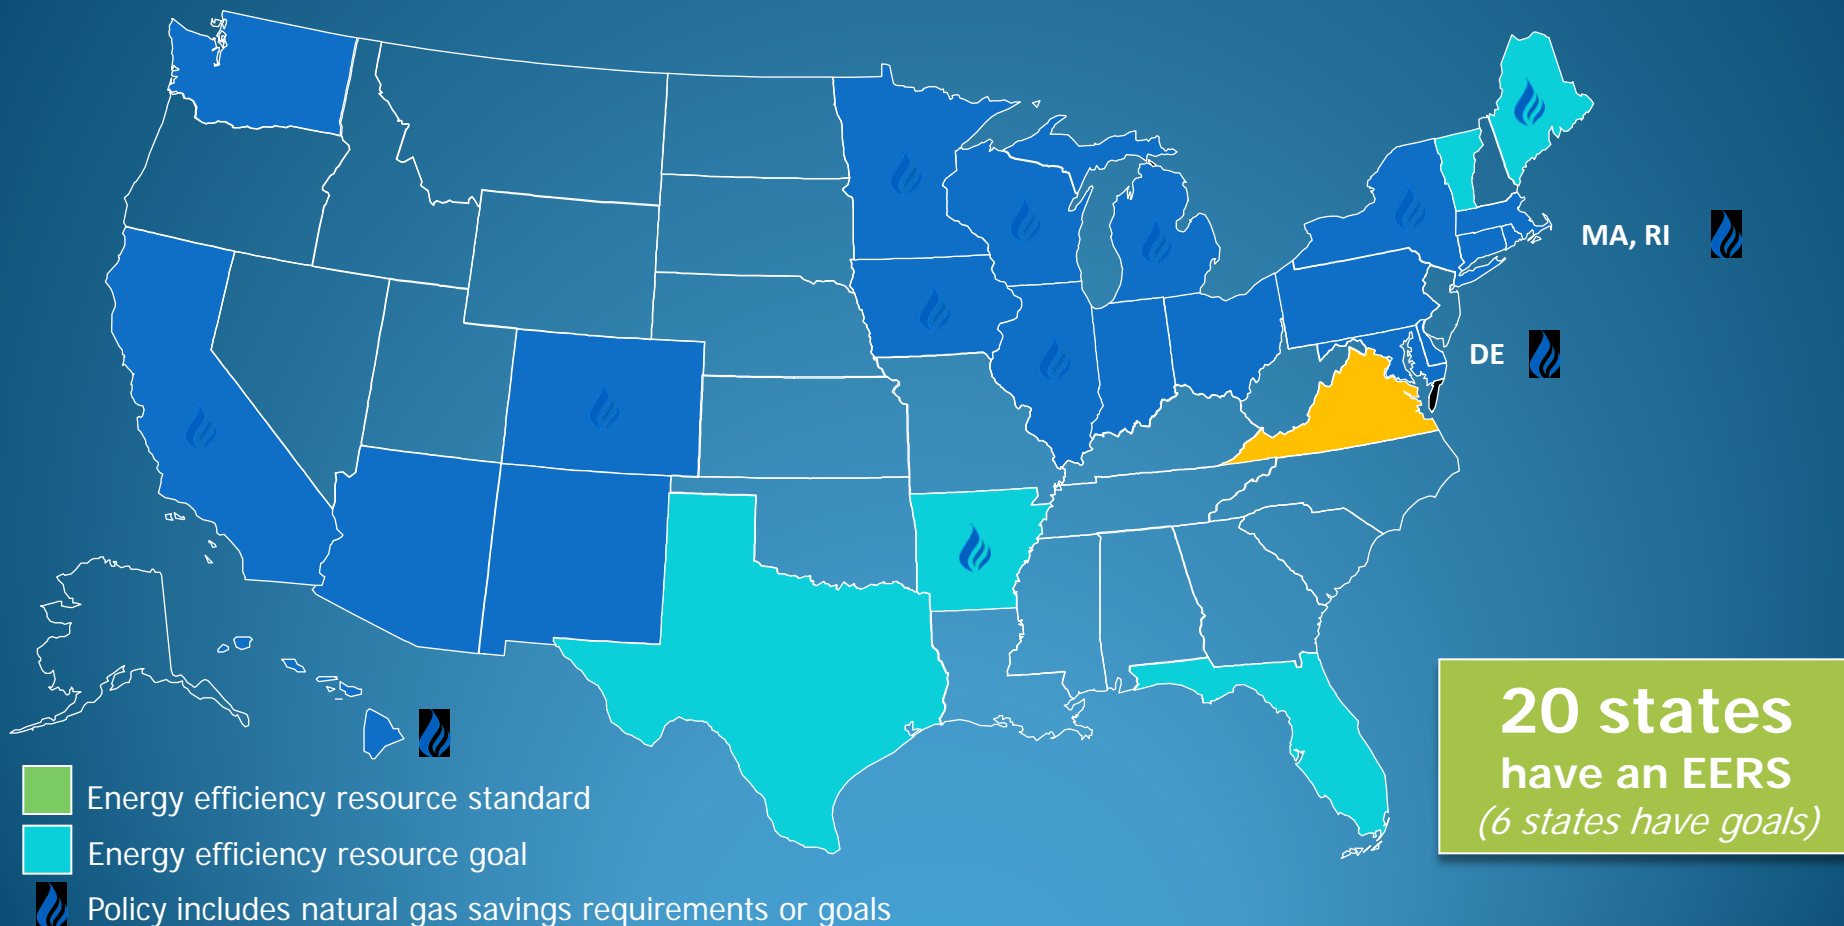 MA, RI
DE
20 states
have an EERS
(6 states have goals)
Energy efficiency resource standard
Energy efficiency resource goal
Policy includes natural gas savings requirements or goals